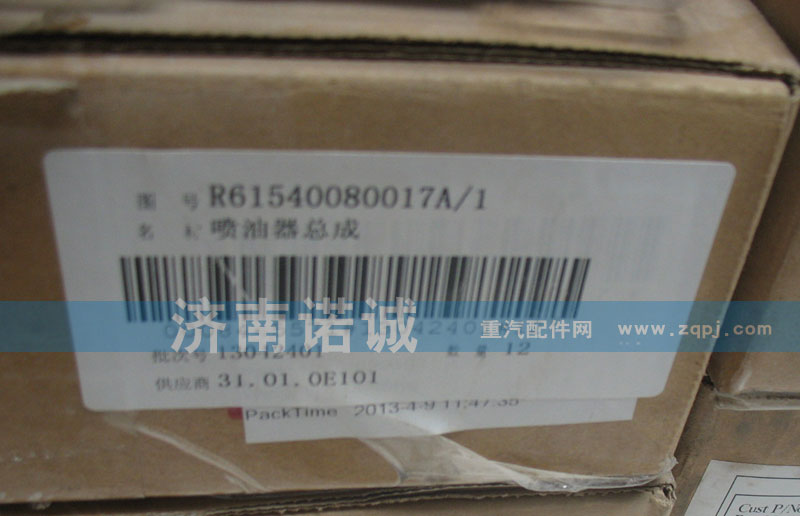 图 号 R61540080017A/1
名 称 喷油器总成
济南诺诚
重汽配件网 www.zqpj.com
批次号 13042401
数量 12
供应商 31.01.0E101
PackTime 2013-4-9 11:47:35
Cust P/No